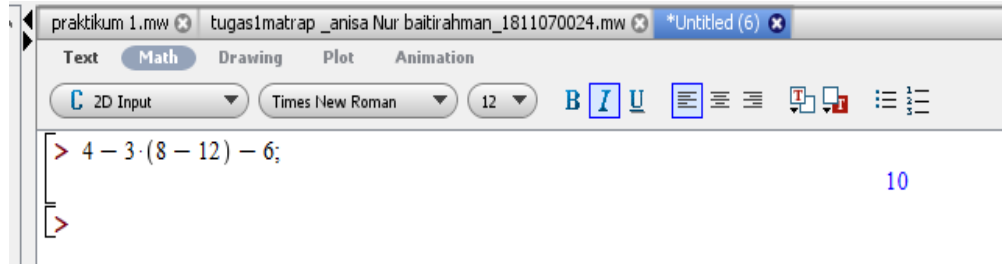 praktikum 1.mw tugas1matrap _anisa Nur baitirahman_1811070024.mw *Untitled (6)
Text Math Drawing Plot Animation
C 2D Input Times New Roman 12 B I U
> 4 − 3·(8 − 12) − 6;
10
>